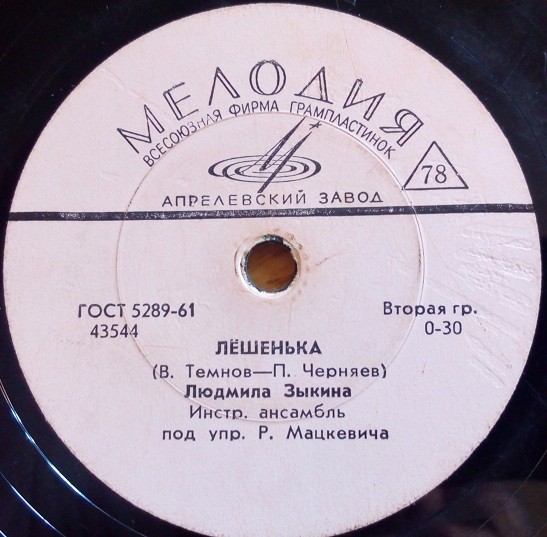 МЕЛОДИЯ
ВСЕСОЮЗНАЯ ФИРМА ГРАМПЛАСТИНОК
78
АПРЕЛЕВСКИЙ ЗАВОД
ГОСТ 5289-61 Вторая гр.
43544 0-30
ЛЁШЕНЬКА
(В. Темнов—П. Черняев)
Людмила Зыкина
Инстр. ансамбль
под упр. Р. Мацкевича